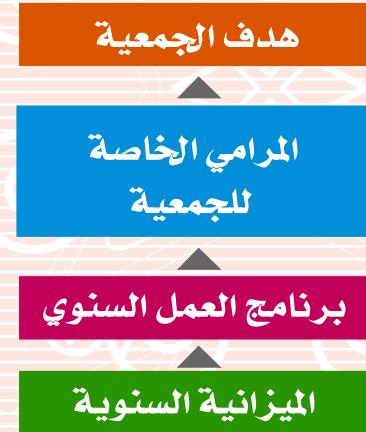 هدف الجمعية
المرامي الخاصة
للجمعية
برنامج العمل السنوي
الميزانية السنوية